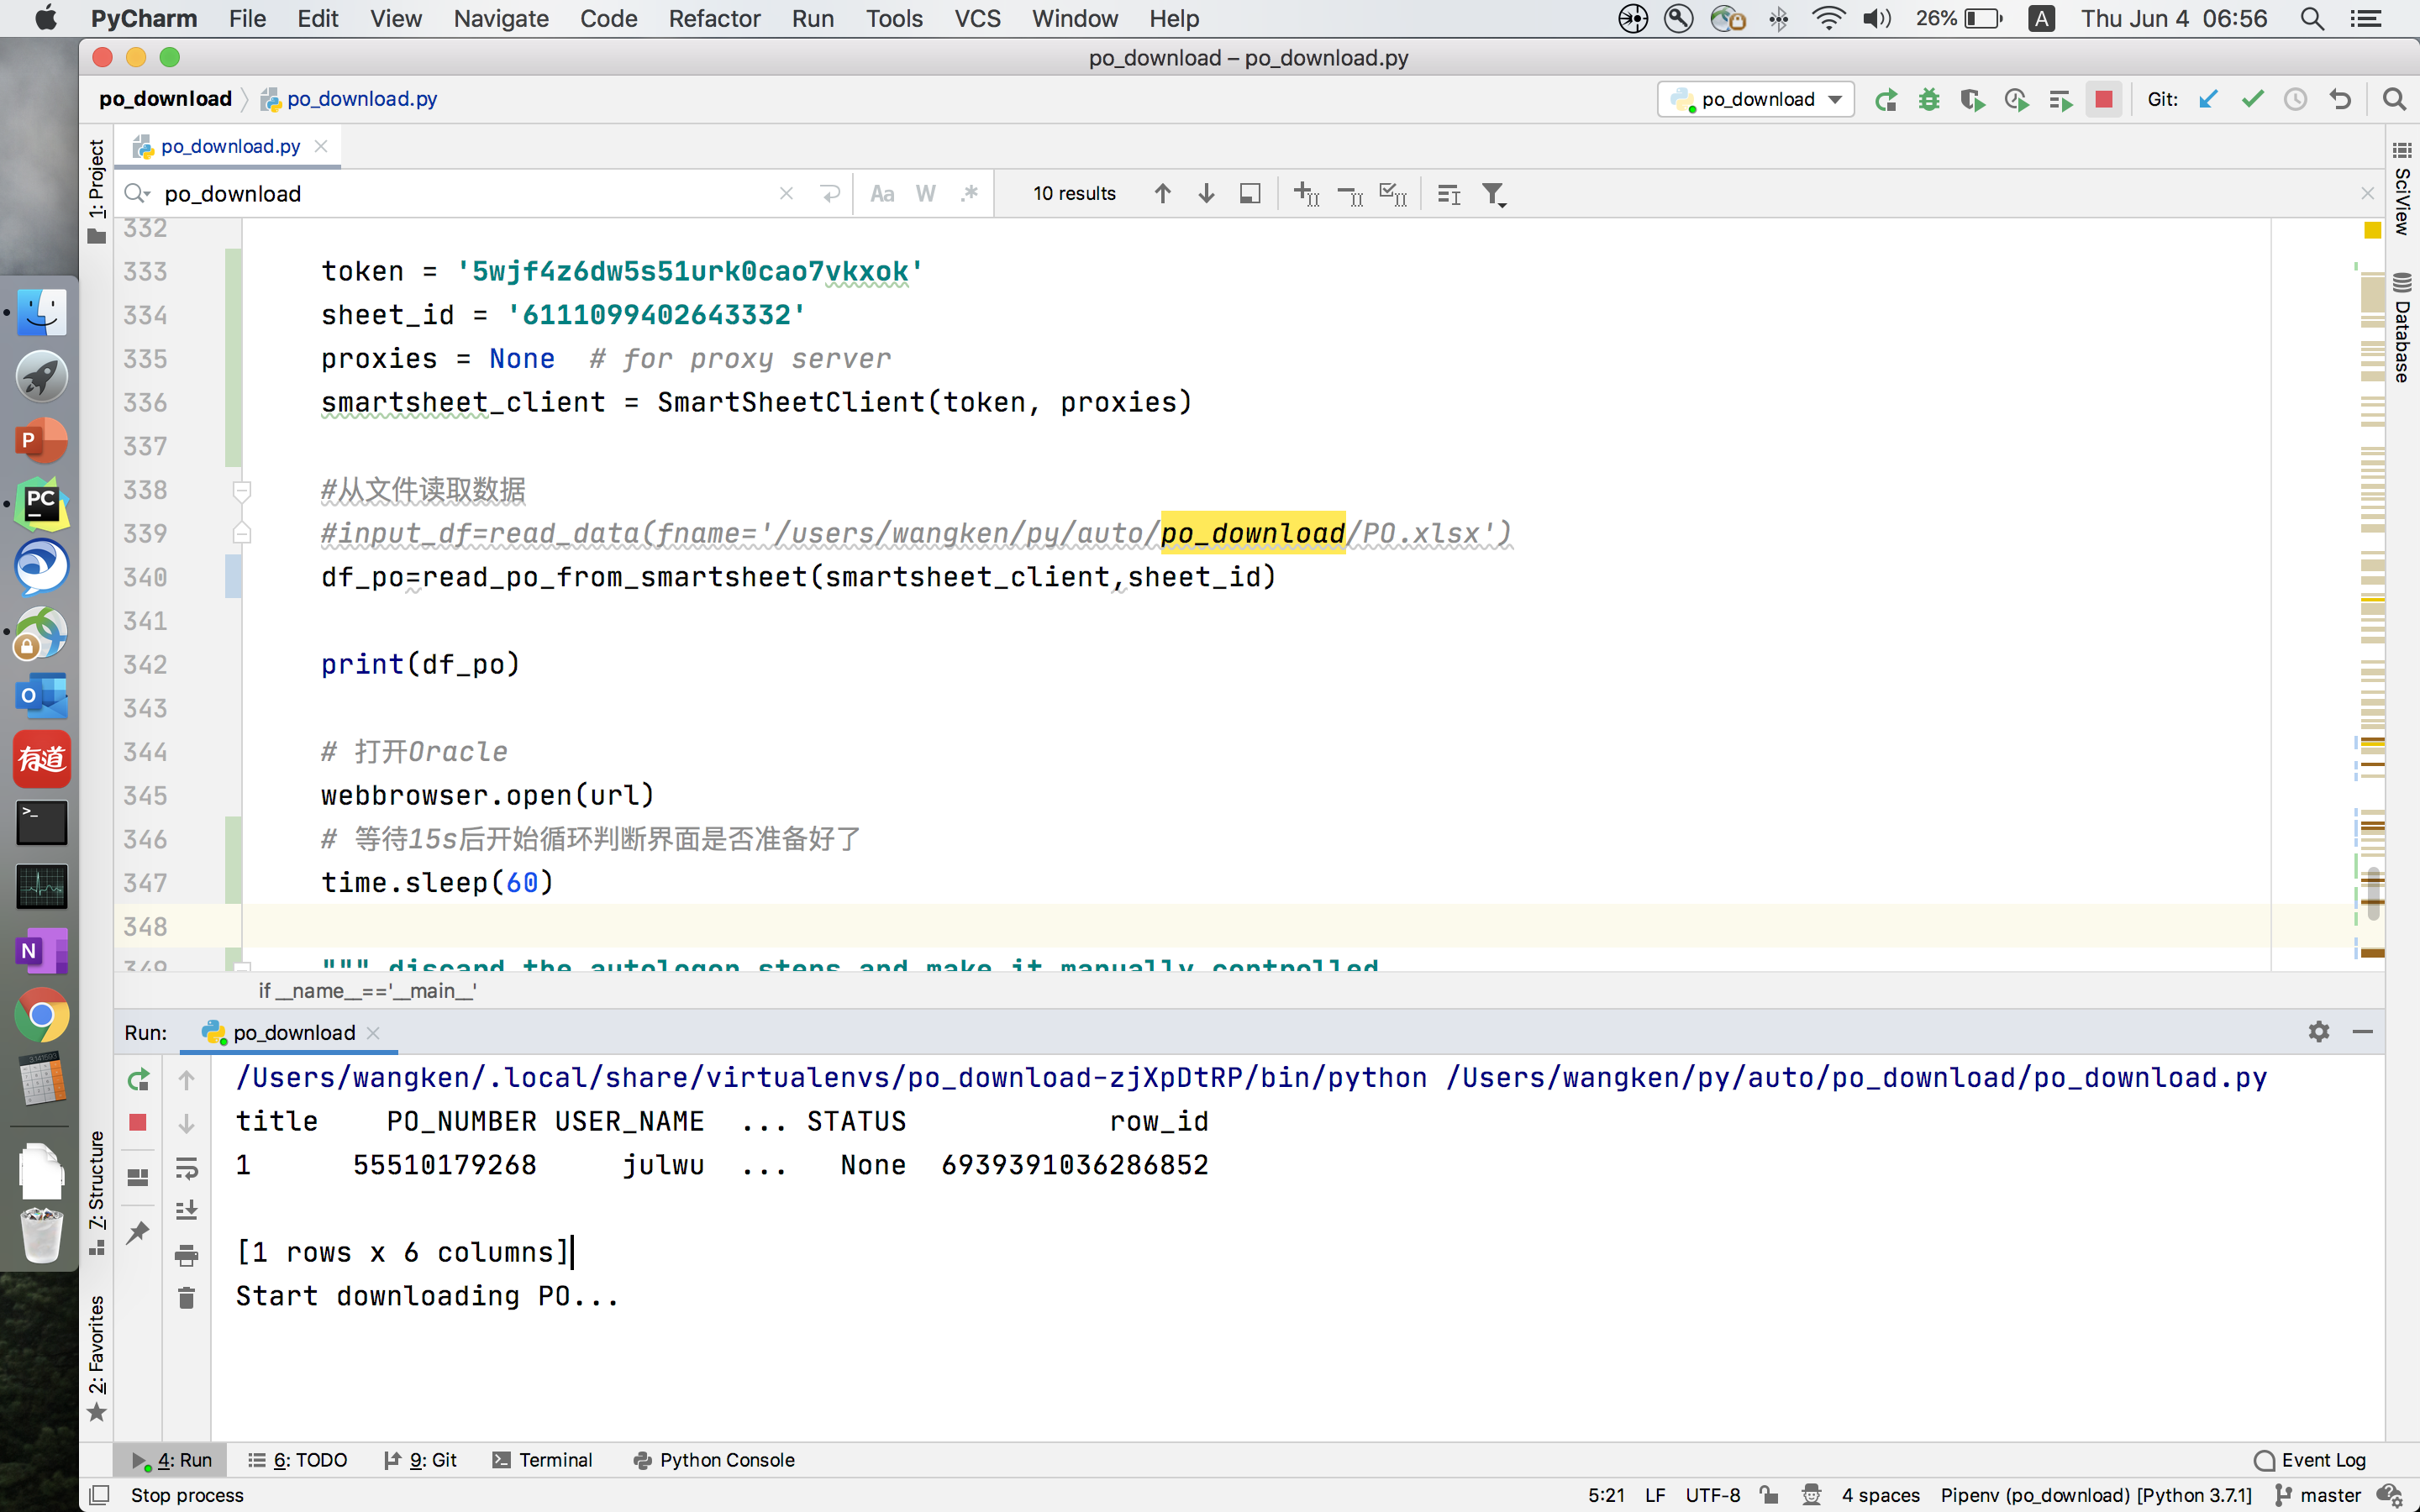 PyCharm File Edit View Navigate Code Refactor Run Tools VCS Window Help 26% A Thu Jun 4 06:56
po_download – po_download.py
po_download po_download.py po_download Git:
1: Project po_download.py SciView
po_download Aa W .* 10 results
Database
332
333 token = '5wjf4z6dw5s51urk0cao7vkxok'
334 sheet_id = '6111099402643332'
335 proxies = None # for proxy server
336 smartsheet_client = SmartSheetClient(token, proxies)
337
338 #从文件读取数据
339 #input_df=read_data(fname='/users/wangken/py/auto/po_download/PO.xlsx')
340 df_po=read_po_from_smartsheet(smartsheet_client,sheet_id)
341
342 print(df_po)
343
344 # 打开Oracle
345 webbrowser.open(url)
346 # 等待15s后开始循环判断界面是否准备好了
347 time.sleep(60)
348
349 """ discard the autologon steps and make it manually controlled
if __name__=='__main__'
Run: po_download
/Users/wangken/.local/share/virtualenvs/po_download-zjXpDtRP/bin/python /Users/wangken/py/auto/po_download/po_download.py
title PO_NUMBER USER_NAME ... STATUS row_id
1 55510179268 julwu ... None 6939391036286852
[1 rows x 6 columns]
Start downloading PO...
7: Structure
2: Favorites
P
PC
O
有道
>_
N
4: Run 6: TODO 9: Git Terminal Python Console Event Log
Stop process 5:21 LF UTF-8 4 spaces Pipenv (po_download) [Python 3.7.1] master